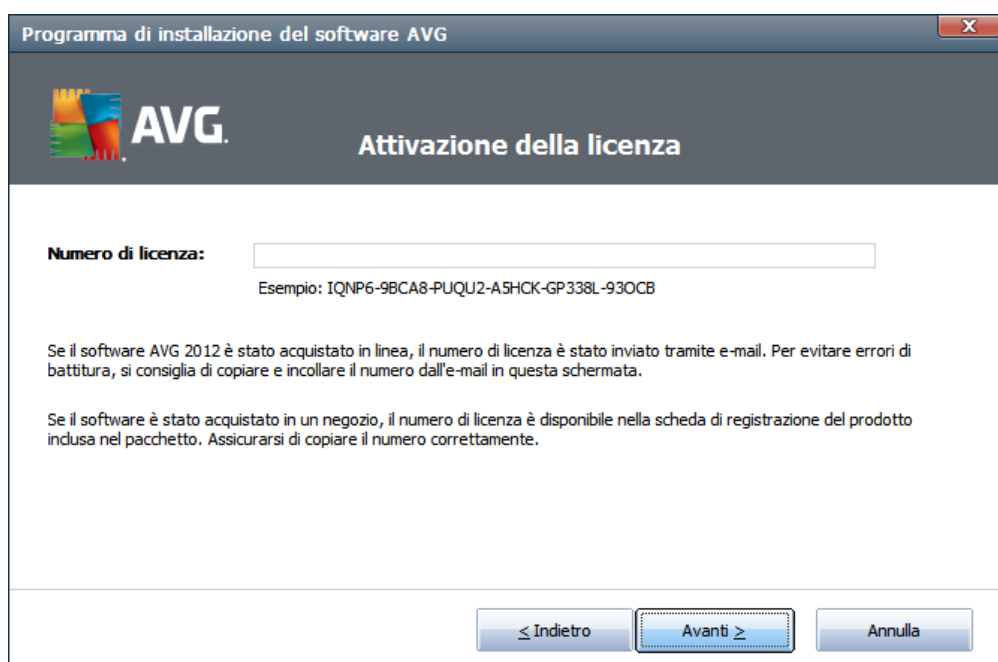 Programma di installazione del software AVG
X
AVG.
Attivazione della licenza
Numero di licenza:
Esempio: IQNP6-9BCA8-PUQU2-A5HCK-GP338L-93OCB
Se il software AVG 2012 è stato acquistato in linea, il numero di licenza è stato inviato tramite e-mail. Per evitare errori di
battitura, si consiglia di copiare e incollare il numero dall'e-mail in questa schermata.
Se il software è stato acquistato in un negozio, il numero di licenza è disponibile nella scheda di registrazione del prodotto
inclusa nel pacchetto. Assicurarsi di copiare il numero correttamente.
< Indietro
Avanti >
Annulla